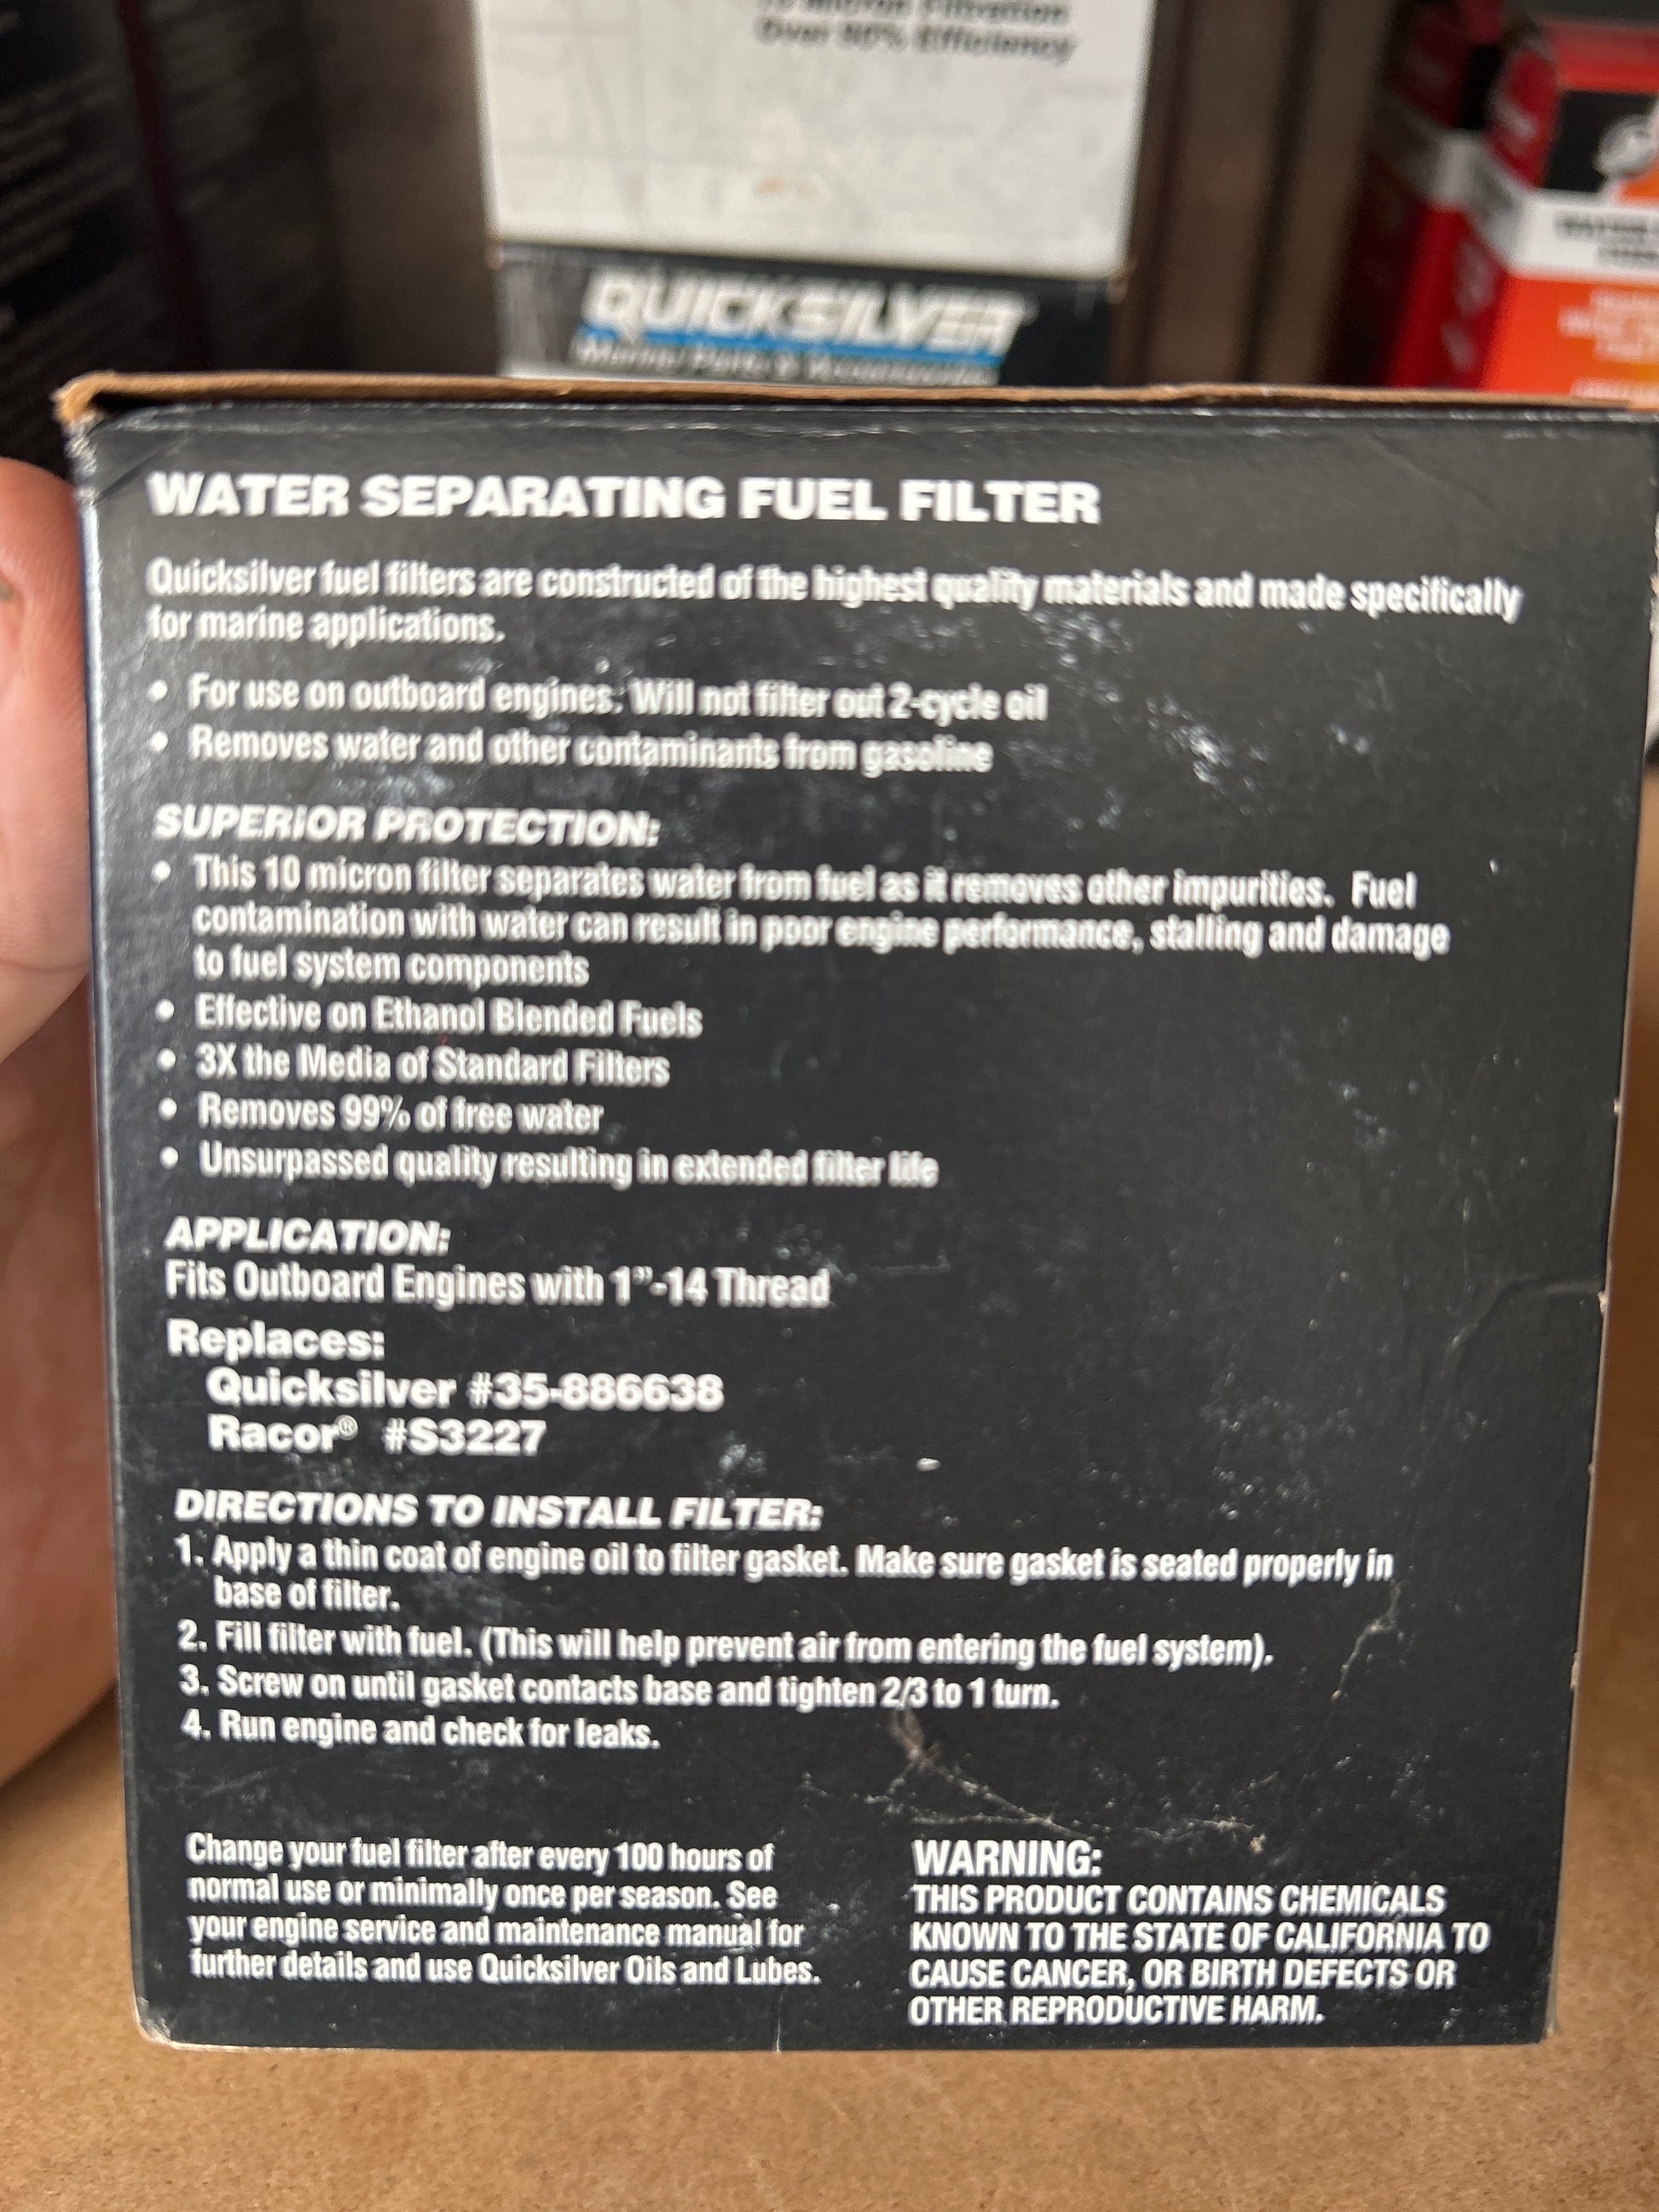 Micron Filtration
Over 90% Efficiency
QUICKSILVER
Marine Parts & Accessories
WATER SEPARATING FUEL FILTER
Quicksilver fuel filters are constructed of the highest quality materials and made specifically
for marine applications.
• For use on outboard engines. Will not filter out 2-cycle oil
• Removes water and other contaminants from gasoline
SUPERIOR PROTECTION:
• This 10 micron filter separates water from fuel as it removes other impurities. Fuel
contamination with water can result in poor engine performance, stalling and damage
to fuel system components
• Effective on Ethanol Blended Fuels
• 3X the Media of Standard Filters
• Removes 99% of free water
• Unsurpassed quality resulting in extended filter life
APPLICATION:
Fits Outboard Engines with 1”-14 Thread
Replaces:
Quicksilver #35-886638
Racor® #S3227
DIRECTIONS TO INSTALL FILTER:
1. Apply a thin coat of engine oil to filter gasket. Make sure gasket is seated properly in
base of filter.
2. Fill filter with fuel. (This will help prevent air from entering the fuel system).
3. Screw on until gasket contacts base and tighten 2/3 to 1 turn.
4. Run engine and check for leaks.
Change your fuel filter after every 100 hours of
normal use or minimally once per season. See
your engine service and maintenance manual for
further details and use Quicksilver Oils and Lubes.
WARNING:
THIS PRODUCT CONTAINS CHEMICALS
KNOWN TO THE STATE OF CALIFORNIA TO
CAUSE CANCER, OR BIRTH DEFECTS OR
OTHER REPRODUCTIVE HARM.